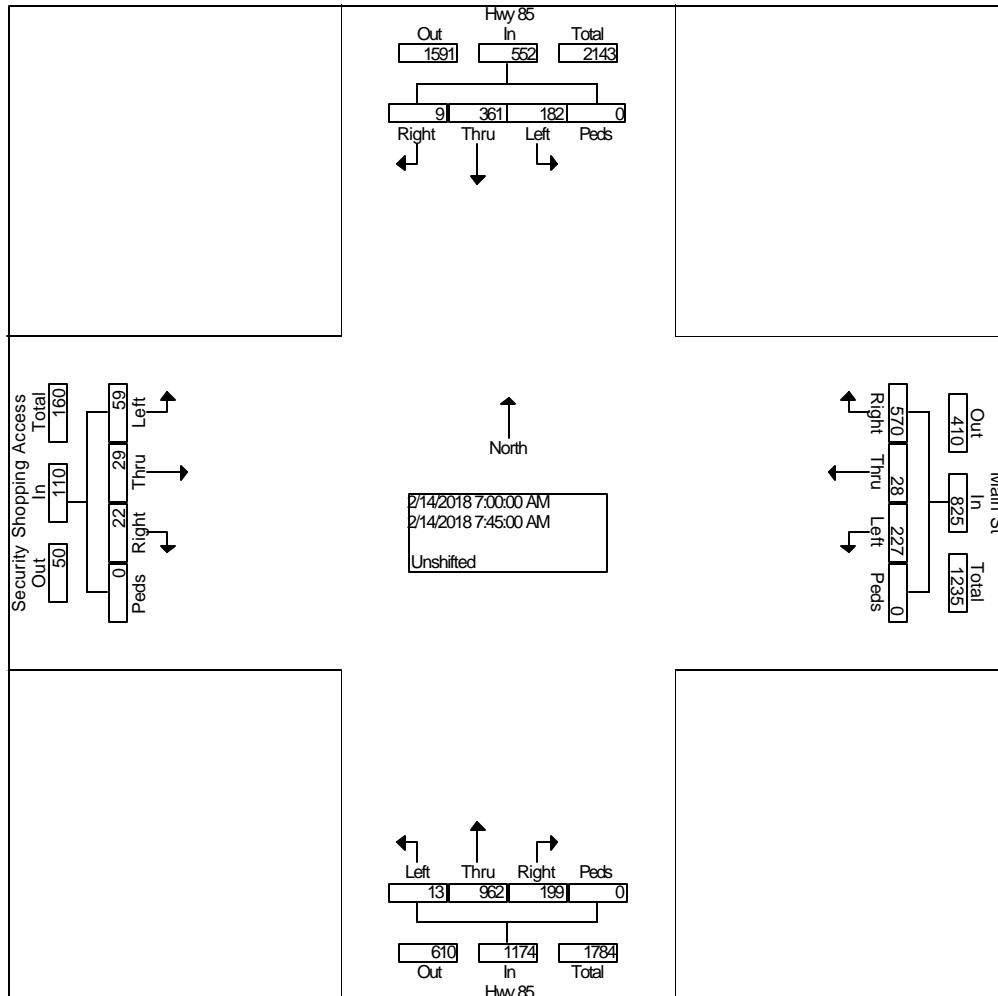 Hwy 85
Out In Total
1591 552 2143
9 361 182 0
Right Thru Left Peds
Security Shopping Access
Total In Out
160 110 50
59 29 22 0
Left Thru Right Peds
North
2/14/2018 7:00:00 AM
2/14/2018 7:45:00 AM
Unshifted
Main St
Out In Total
410 825 1235
570 28 227 0
Right Thru Left Peds
Left Thru Right Peds
13 962 199 0
610 1174 1784
Out In Total
Hwy 85